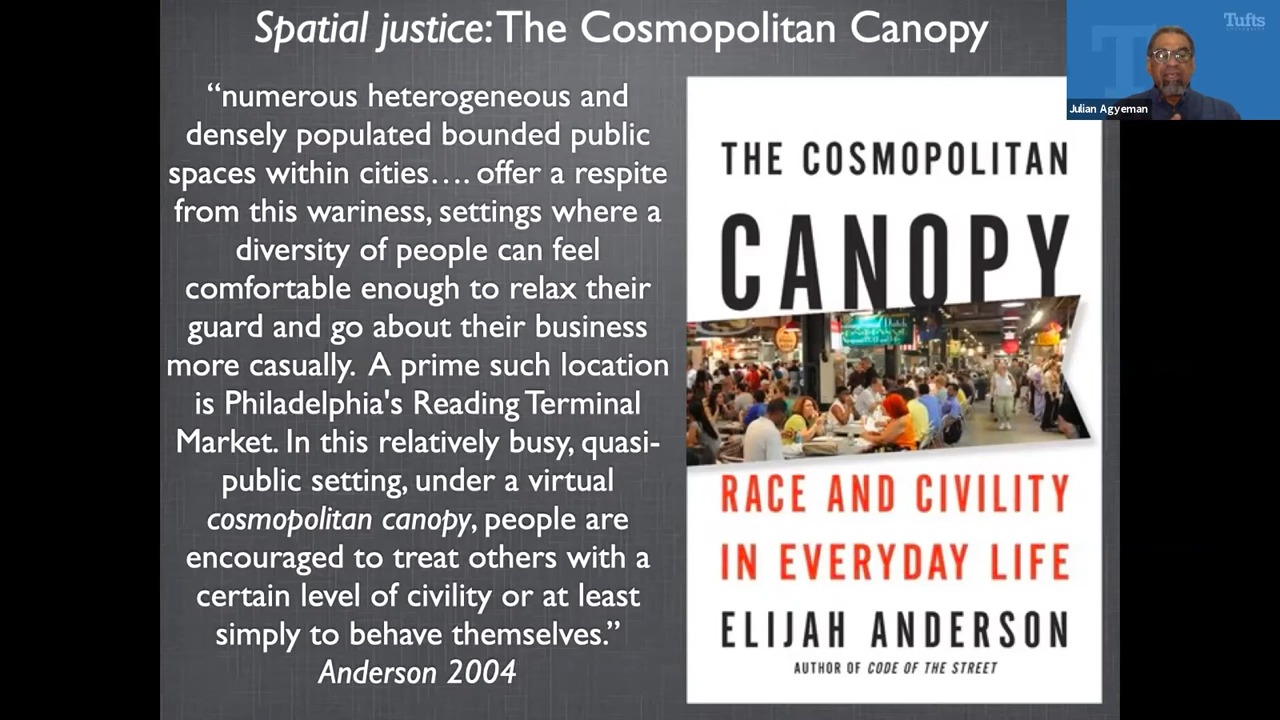 Spatial justice: The Cosmopolitan Canopy
“numerous heterogeneous and
densely populated bounded public
spaces within cities…. offer a respite
from this wariness, settings where a
diversity of people can feel
comfortable enough to relax their
guard and go about their business
more casually. A prime such location
is Philadelphia's Reading Terminal
Market. In this relatively busy, quasi-
public setting, under a virtual
cosmopolitan canopy, people are
encouraged to treat others with a
certain level of civility or at least
simply to behave themselves.”
Anderson 2004
THE COSMOPOLITAN
CANOPY
RACE AND CIVILITY
IN EVERYDAY LIFE
ELIJAH ANDERSON
AUTHOR OF CODE OF THE STREET
Tufts
Julian Agyeman